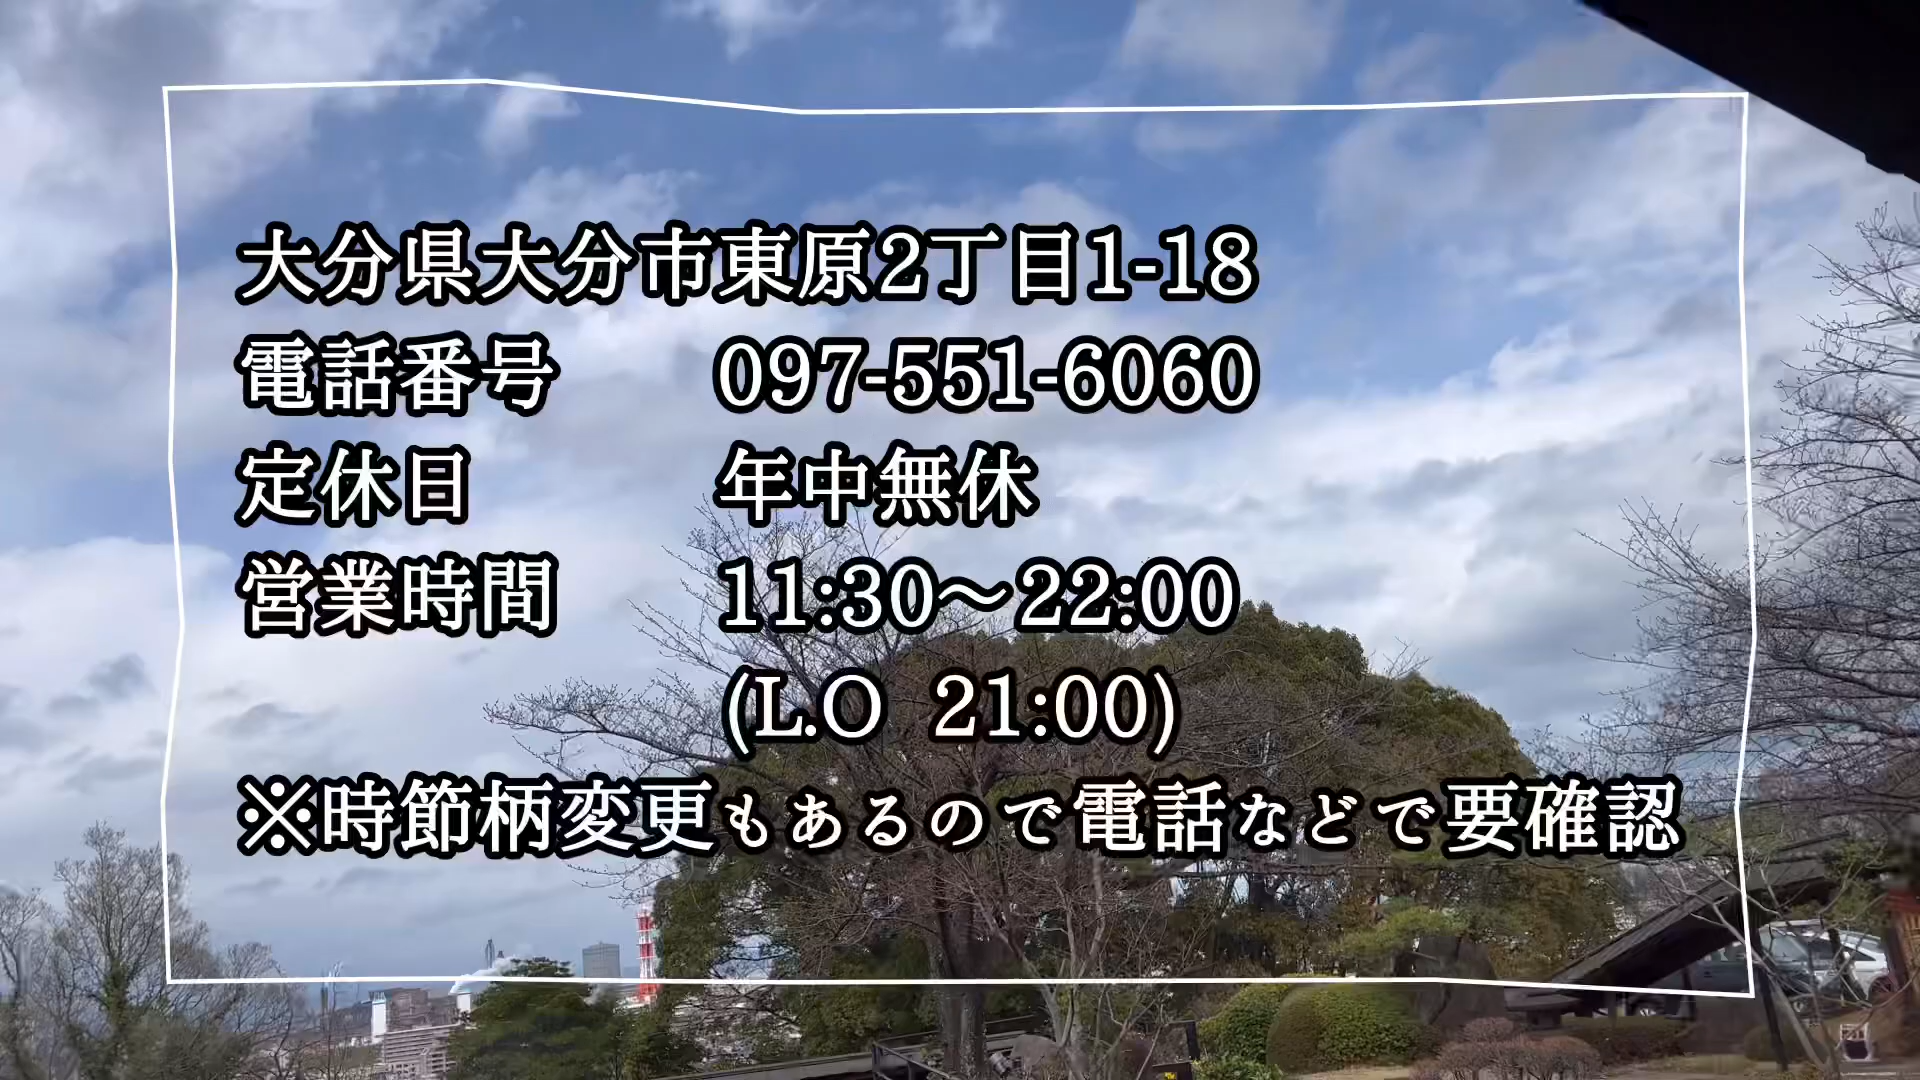 大分県大分市東原2丁目1-18
電話番号 097-551-6060
定休日 年中無休
営業時間 11:30～22:00
(L.O 21:00)
※時節柄変更もあるので電話などで要確認